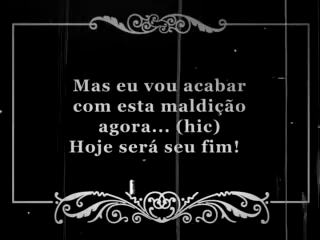 Mas eu vou acabar
com esta maldição
agora... (hic)
Hoje será seu fim!